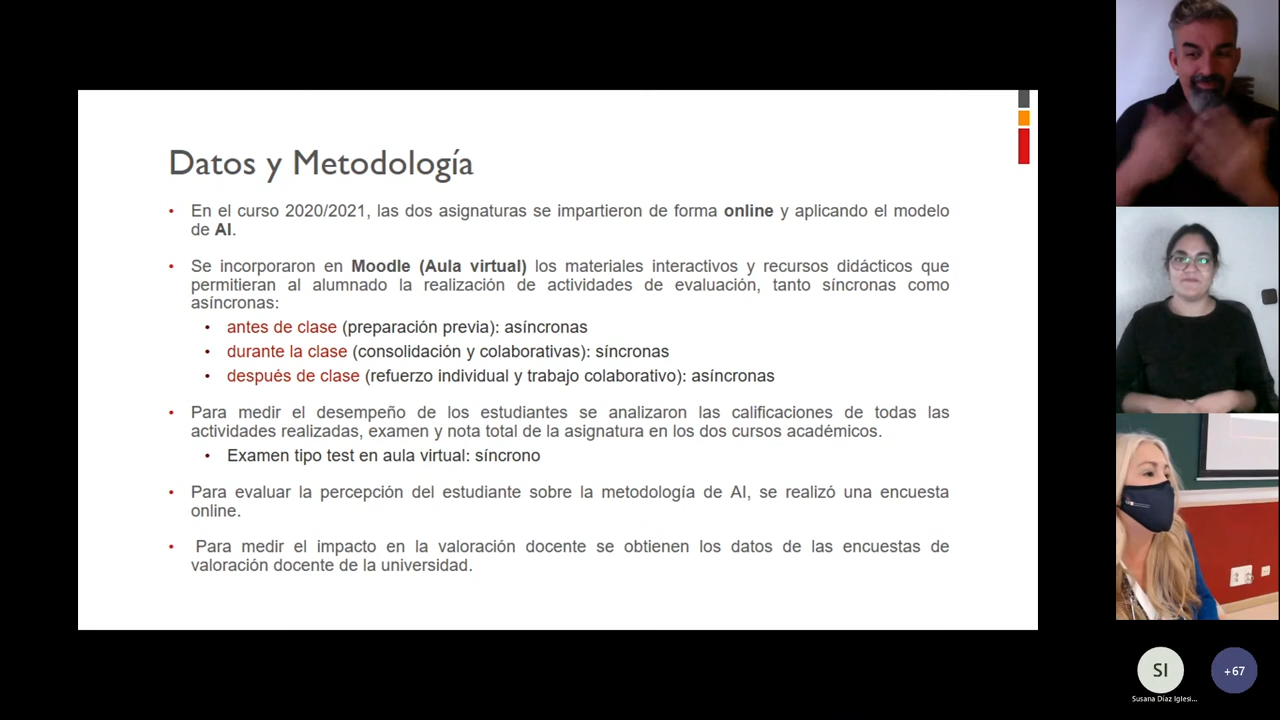 Datos y Metodología
• En el curso 2020/2021, las dos asignaturas se impartieron de forma online y aplicando el modelo
de AI.
• Se incorporaron en Moodle (Aula virtual) los materiales interactivos y recursos didácticos que
permitieran al alumnado la realización de actividades de evaluación, tanto síncronas como
asíncronas:
• antes de clase (preparación previa): asíncronas
• durante la clase (consolidación y colaborativas): síncronas
• después de clase (refuerzo individual y trabajo colaborativo): asíncronas
• Para medir el desempeño de los estudiantes se analizaron las calificaciones de todas las
actividades realizadas, examen y nota total de la asignatura en los dos cursos académicos.
• Examen tipo test en aula virtual: síncrono
• Para evaluar la percepción del estudiante sobre la metodología de AI, se realizó una encuesta
online.
• Para medir el impacto en la valoración docente se obtienen los datos de las encuestas de
valoración docente de la universidad.
SI
+67
Susana Díaz Iglesi...